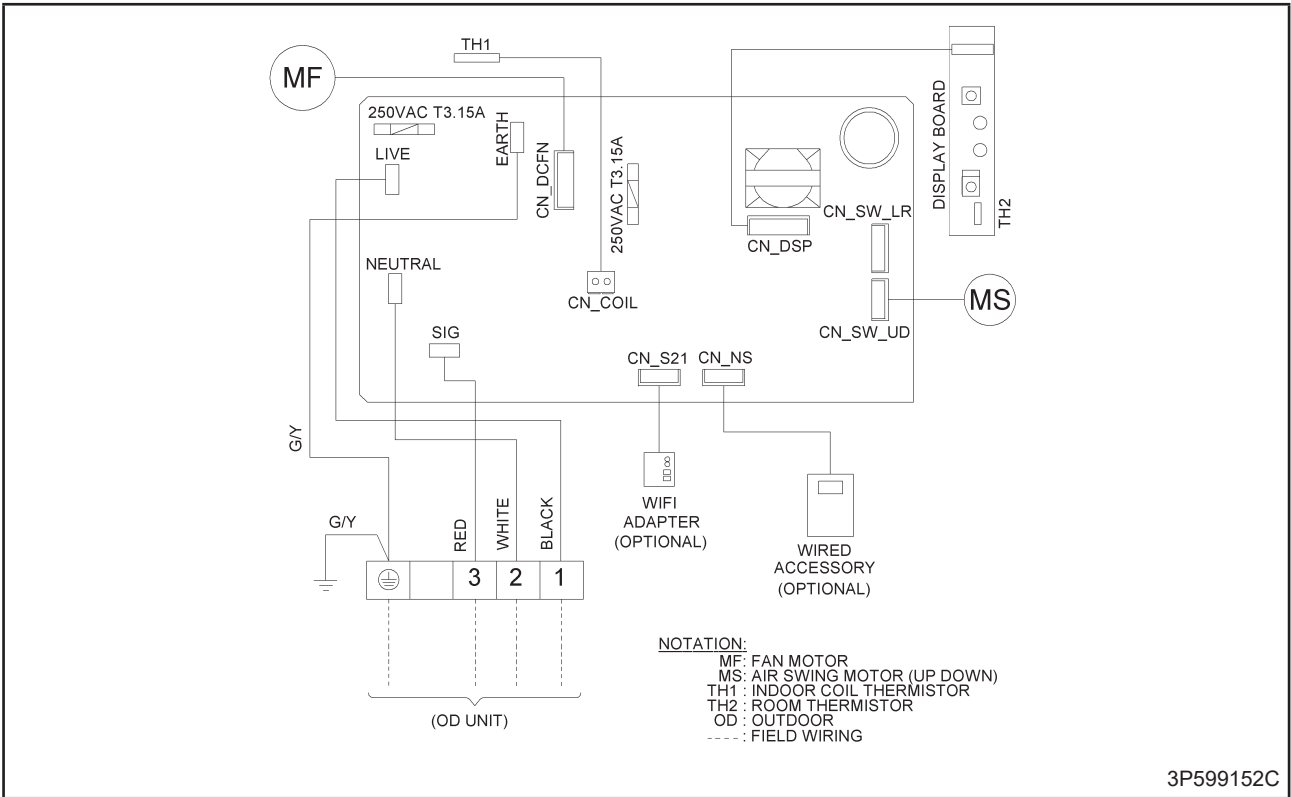 TH1
MF
250VAC T3.15A
LIVE
EARTH
CN_DCFN
250VAC T3.15A
CN_COIL
CN_DSP
CN_SW_LR
CN_SW_UD
DISPLAY BOARD
TH2
MS
NEUTRAL
SIG
CN_S21
CN_NS
G/Y
G/Y
RED
WHITE
BLACK
3
2
1
(OD UNIT)
WIFI
ADAPTER
(OPTIONAL)
WIRED
ACCESSORY
(OPTIONAL)
NOTATION:
MF: FAN MOTOR
MS: AIR SWING MOTOR (UP DOWN)
TH1 : INDOOR COIL THERMISTOR
TH2 : ROOM THERMISTOR
OD : OUTDOOR
---- : FIELD WIRING
3P599152C